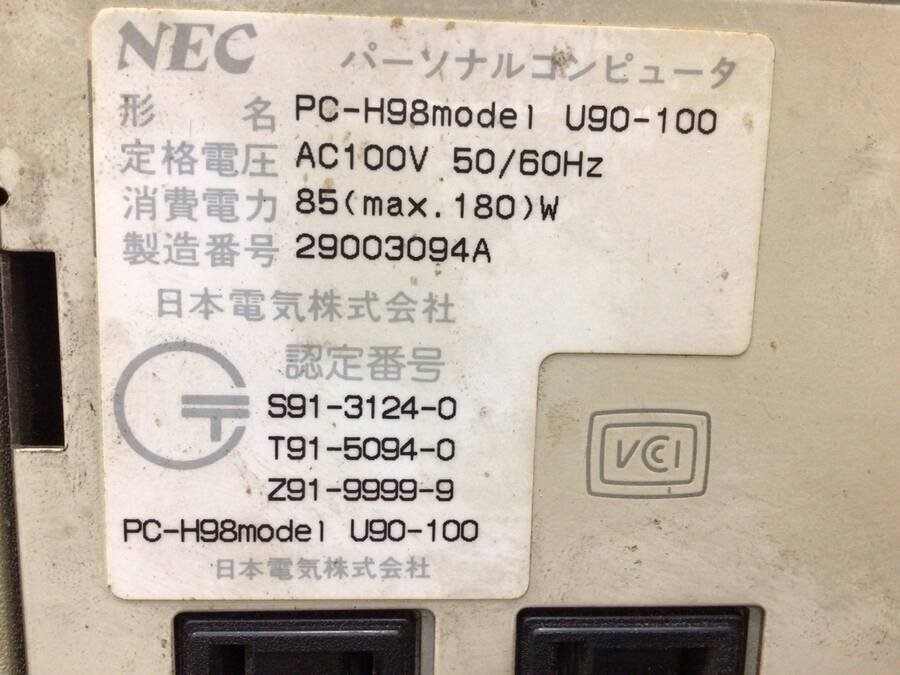 NEC パーソナルコンピュータ
形名 PC-H98model U90-100
定格電圧 AC100V 50/60Hz
消費電力 85(max.180)W
製造番号 29003094A
日本電気株式会社
認定番号
S91-3124-0
T91-5094-0
Z91-9999-9
PC-H98model U90-100
日本電気株式会社
VCCI